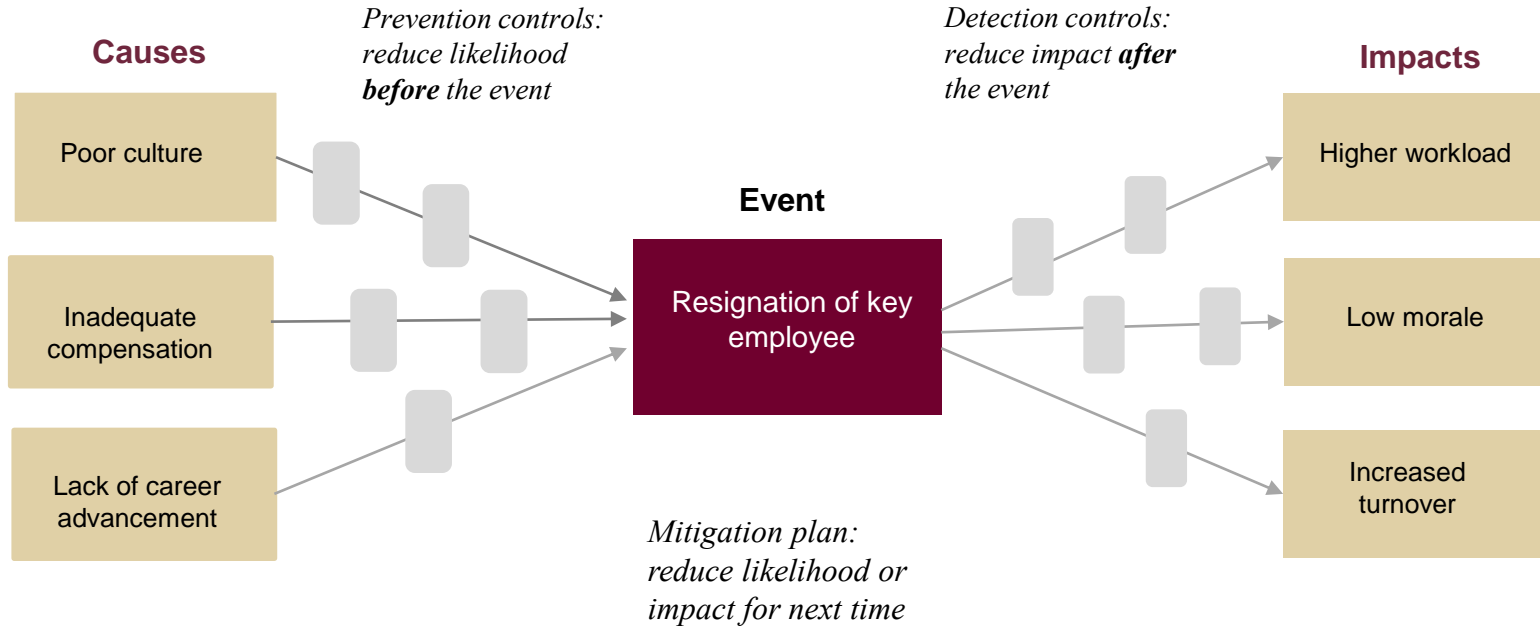 Prevention controls:
reduce likelihood
before the event
Detection controls:
reduce impact after
the event
Causes
Impacts
Poor culture
Inadequate
compensation
Lack of career
advancement
Event
Resignation of key
employee
Higher workload
Low morale
Increased
turnover
Mitigation plan:
reduce likelihood or
impact for next time